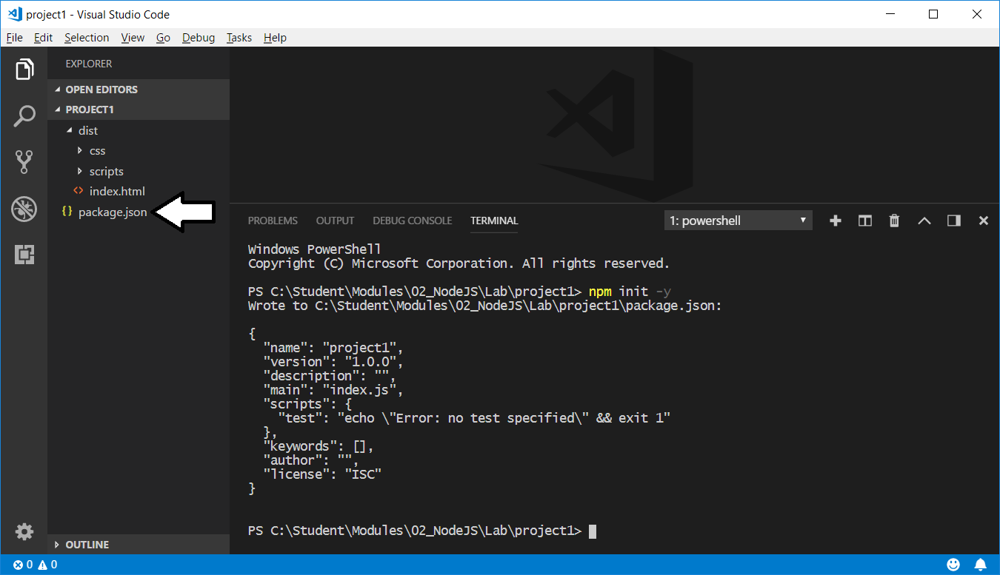 project1 - Visual Studio Code
File Edit Selection View Go Debug Tasks Help
EXPLORER
OPEN EDITORS
PROJECT1
dist
css
scripts
index.html
{} package.json
OUTLINE
PROBLEMS OUTPUT DEBUG CONSOLE TERMINAL 1: powershell
Windows PowerShell
Copyright (C) Microsoft Corporation. All rights reserved.
PS C:\Student\Modules\02_NodeJS\Lab\project1> npm init -y
Wrote to C:\Student\Modules\02_NodeJS\Lab\project1\package.json:
{
  "name": "project1",
  "version": "1.0.0",
  "description": "",
  "main": "index.js",
  "scripts": {
    "test": "echo \"Error: no test specified\" && exit 1"
  },
  "keywords": [],
  "author": "",
  "license": "ISC"
}
PS C:\Student\Modules\02_NodeJS\Lab\project1>
0 0